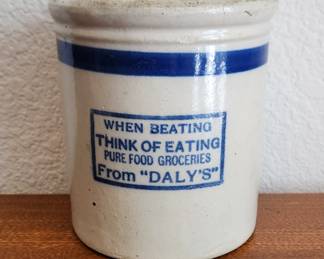 WHEN BEATING
THINK OF EATING
PURE FOOD GROCERIES
From "DALY'S"